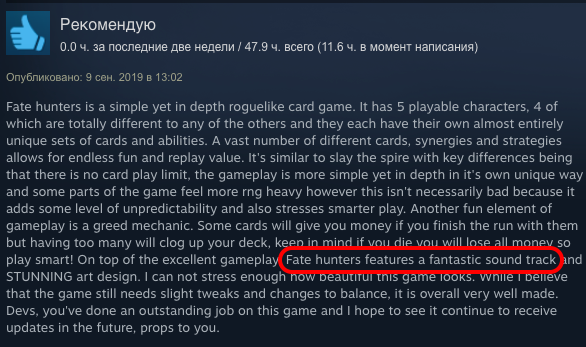 Рекомендую
0.0 ч. за последние две недели / 47.9 ч. всего (11.6 ч. в момент написания)
Опубликовано: 9 сен. 2019 в 13:02
Fate hunters is a simple yet in depth roguelike card game. It has 5 playable characters, 4 of
which are totally different to any of the others and they each have their own almost entirely
unique sets of cards and abilities. A vast number of different cards, synergies and strategies
allows for endless fun and replay value. It's similar to slay the spire with key differences being
that there is no card play limit, the gameplay is more simple yet in depth in it's own unique way
and some parts of the game feel more rng heavy however this isn't necessarily bad because it
adds some level of unpredictability and also stresses smarter play. Another fun element of
gameplay is a greed mechanic. Some cards will give you money if you finish the run with them
but having too many will clog up your deck, keep in mind if you die you will lose all money so
play smart! On top of the excellent gameplay Fate hunters features a fantastic sound track and
STUNNING art design. I can not stress enough how beautiful this game looks. While I believe
that the game still needs slight tweaks and changes to balance, it is overall very well made.
Devs, you've done an outstanding job on this game and I hope to see it continue to receive
updates in the future, props to you.